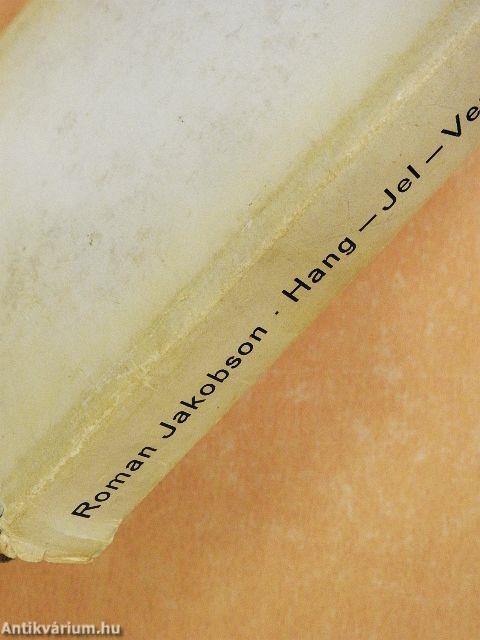 Roman Jakobson · Hang — Jel — Ve
Antikvárium.hu